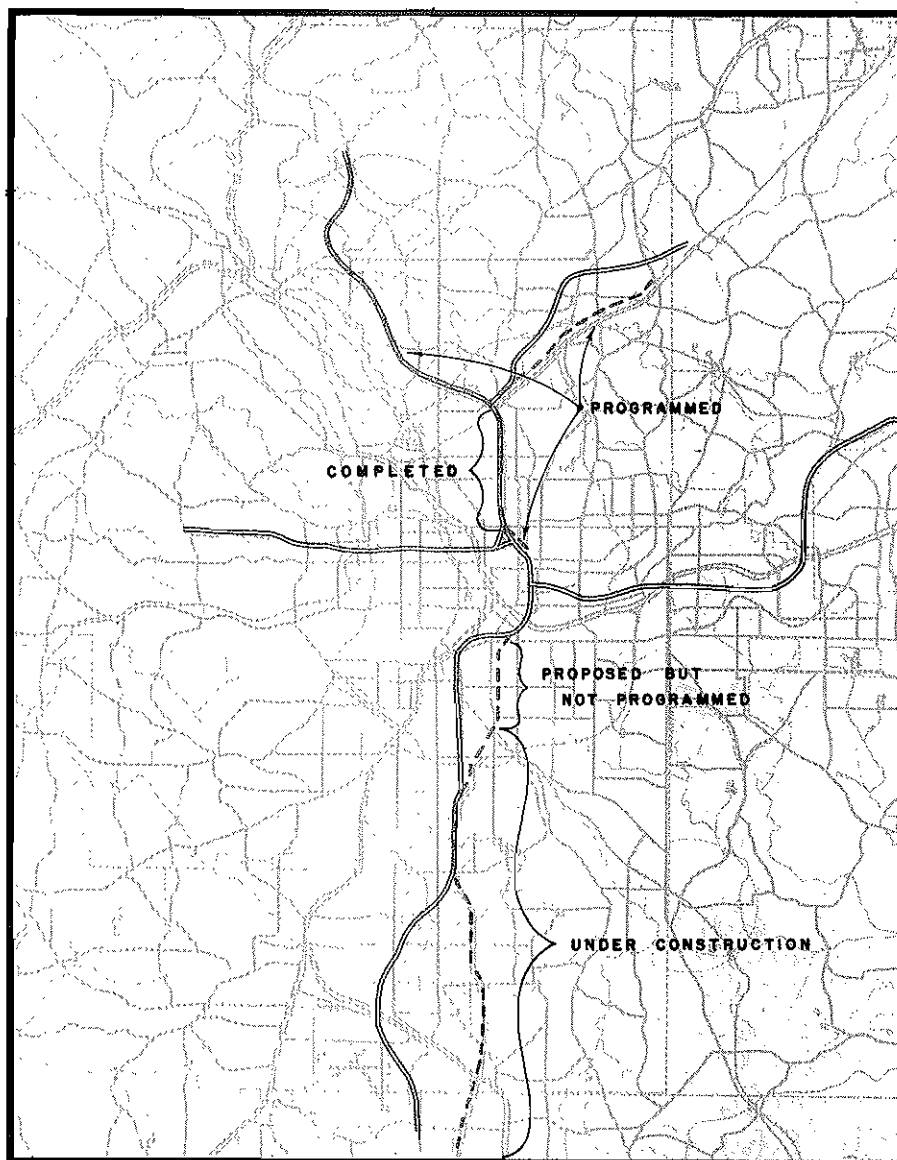 PROGRAMMED
COMPLETED
PROPOSED BUT
NOT PROGRAMMED
UNDER CONSTRUCTION